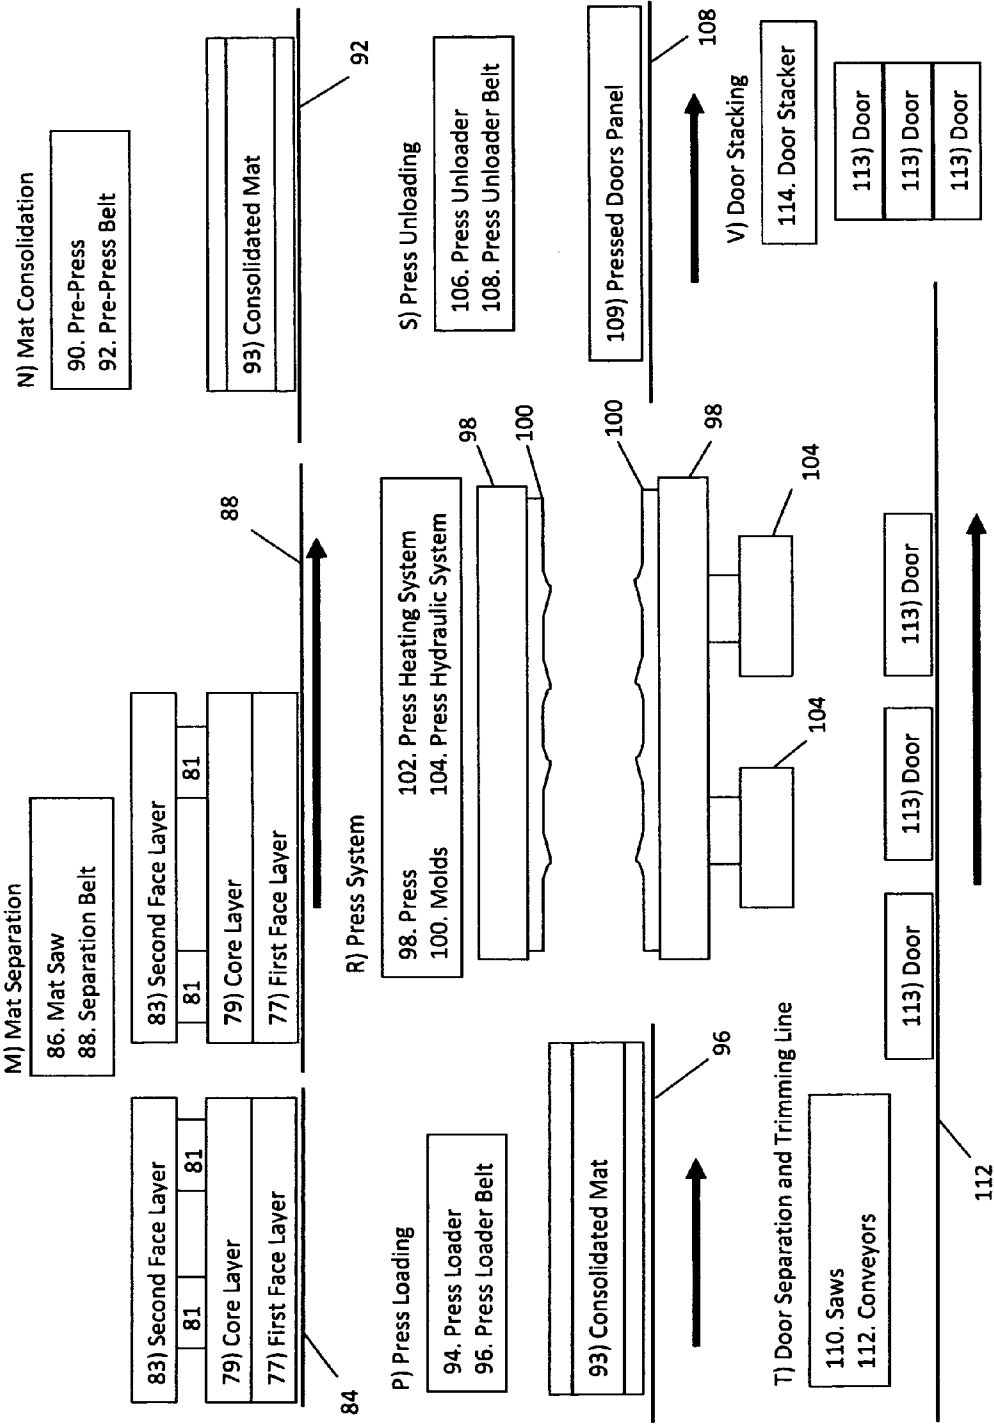 M) Mat Separation
86. Mat Saw
88. Separation Belt
83) Second Face Layer
81
81
79) Core Layer
77) First Face Layer
84
83) Second Face Layer
81
81
79) Core Layer
77) First Face Layer
88
N) Mat Consolidation
90. Pre-Press
92. Pre-Press Belt
93) Consolidated Mat
92
P) Press Loading
94. Press Loader
96. Press Loader Belt
93) Consolidated Mat
96
R) Press System
98. Press
102. Press Heating System
100. Molds
104. Press Hydraulic System
98
100
100
98
104
104
S) Press Unloading
106. Press Unloader
108. Press Unloader Belt
109) Pressed Doors Panel
108
T) Door Separation and Trimming Line
110. Saws
112. Conveyors
113) Door
113) Door
113) Door
112
V) Door Stacking
114. Door Stacker
113) Door
113) Door
113) Door